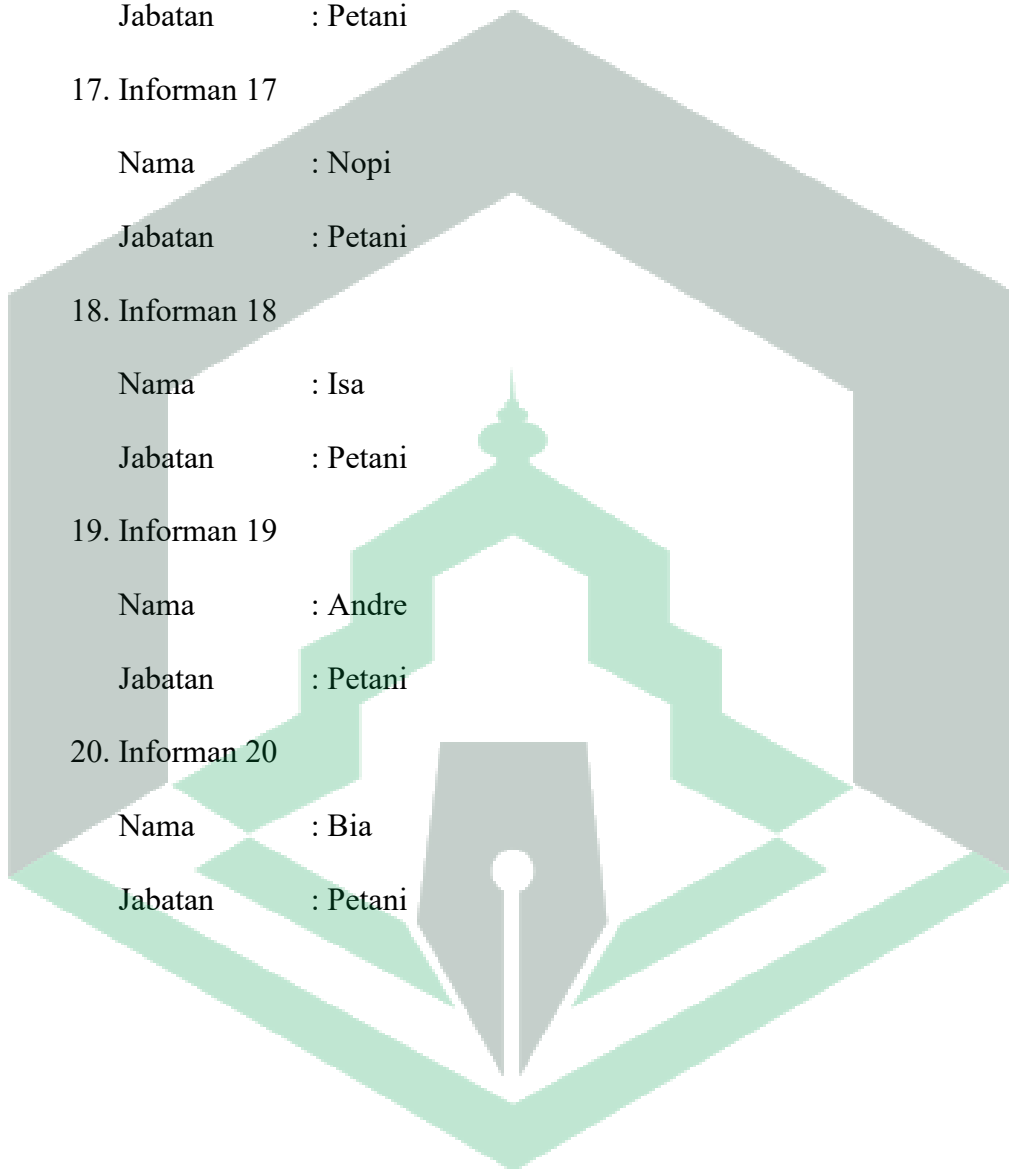 Jabatan : Petani
17. Informan 17
Nama : Nopi
Jabatan : Petani
18. Informan 18
Nama : Isa
Jabatan : Petani
19. Informan 19
Nama : Andre
Jabatan : Petani
20. Informan 20
Nama : Bia
Jabatan : Petani